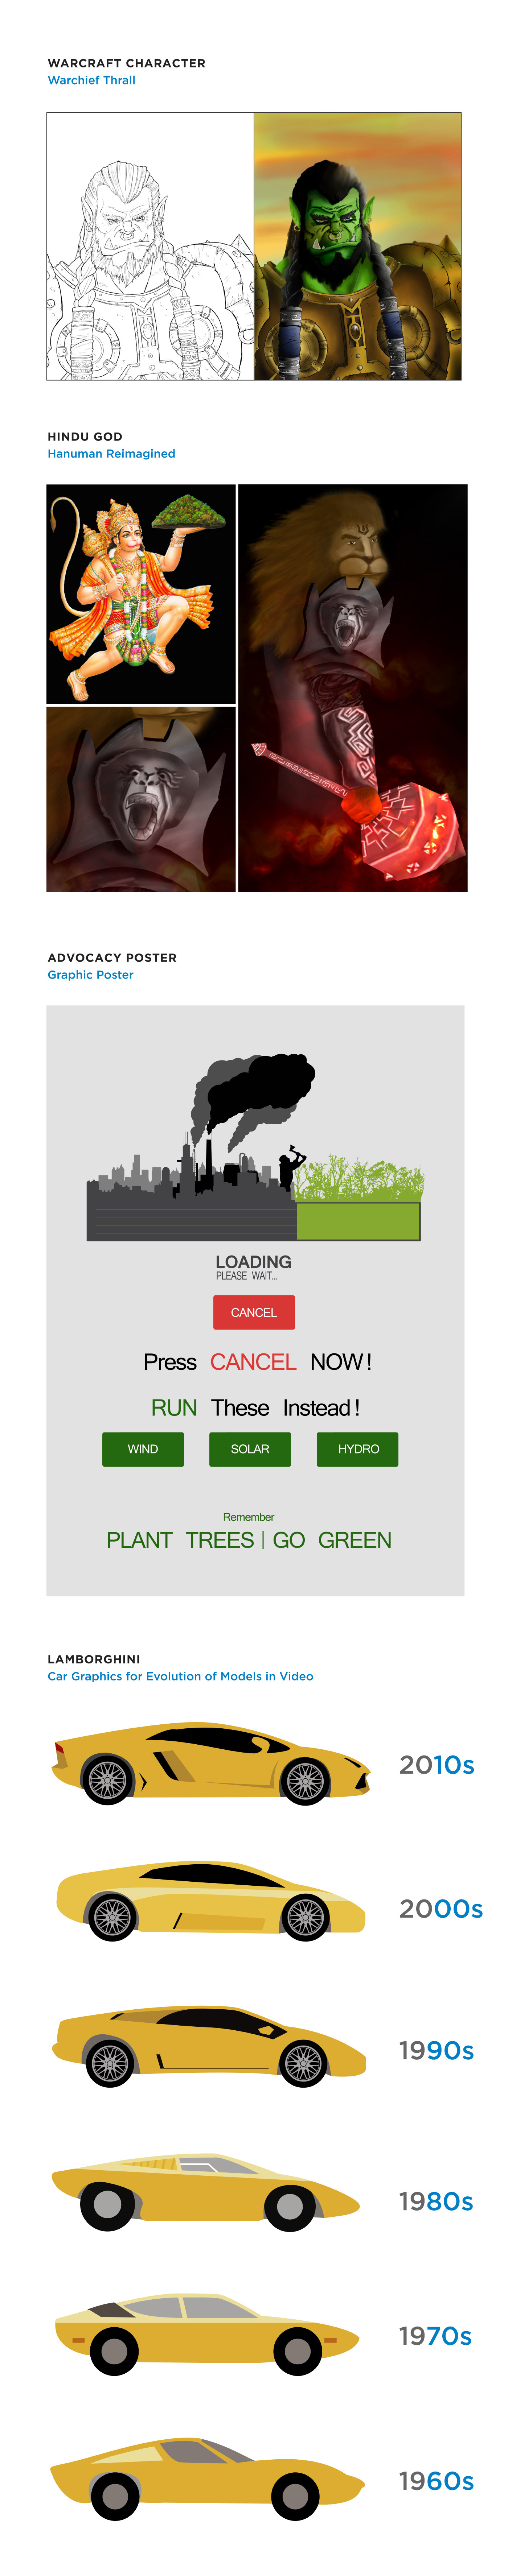 WARCRAFT CHARACTER
Warchief Thrall
HINDU GOD
Hanuman Reimagined
ADVOCACY POSTER
Graphic Poster
LOADING
PLEASE WAIT...
CANCEL
Press CANCEL NOW!
RUN These Instead!
WIND SOLAR HYDRO
Remember
PLANT TREES | GO GREEN
LAMBORGHINI
Car Graphics for Evolution of Models in Video
2010s
2000s
1990s
1980s
1970s
1960s